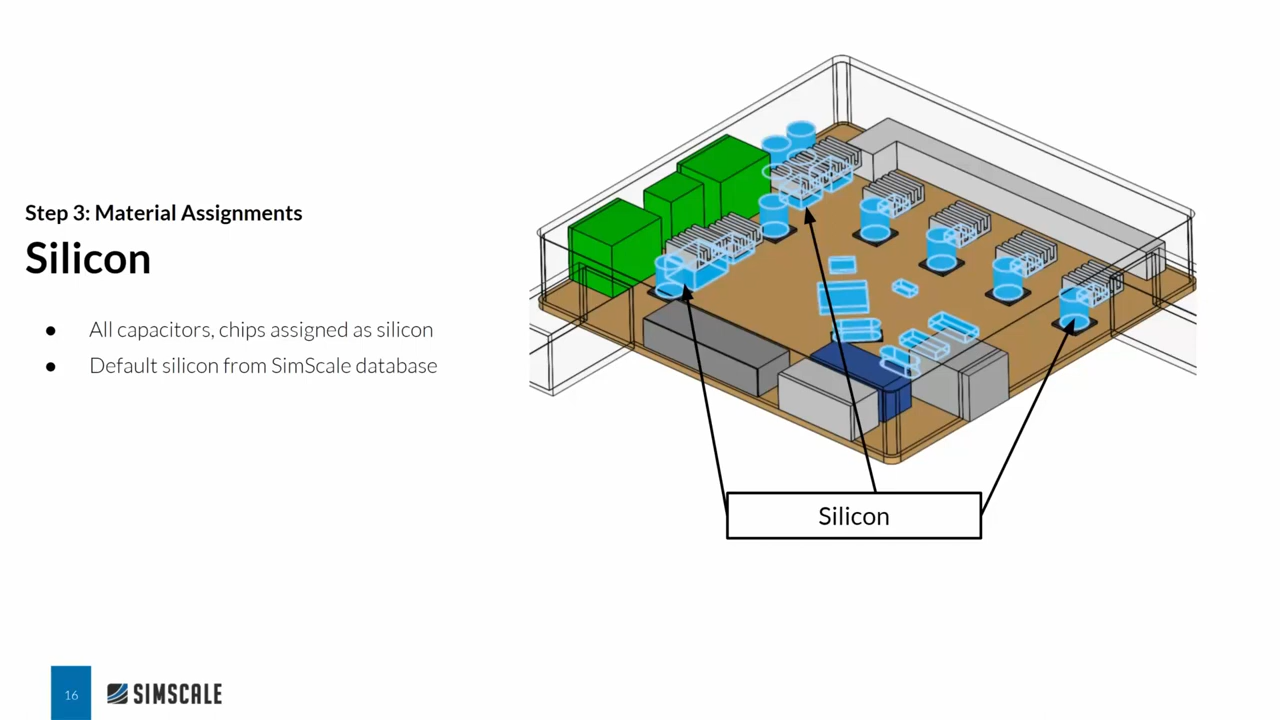 Step 3: Material Assignments
Silicon
● All capacitors, chips assigned as silicon
● Default silicon from SimScale database
Silicon
16
SIMSCALE